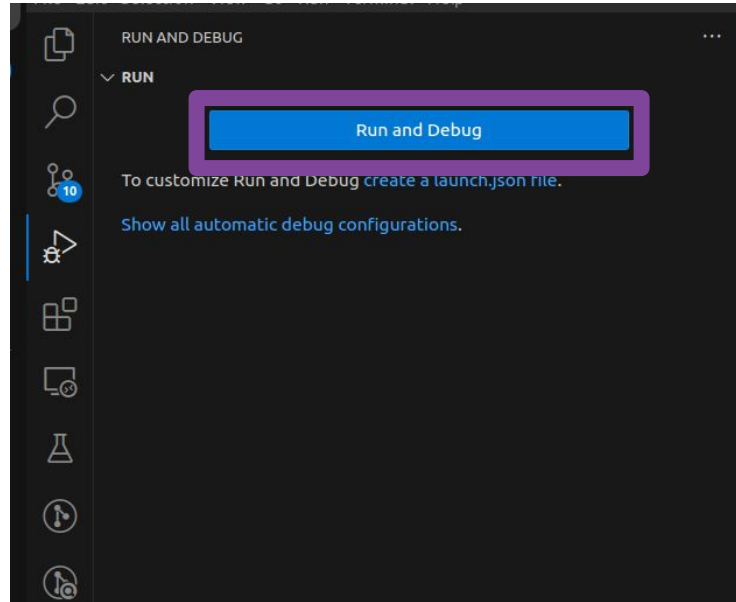 RUN AND DEBUG
RUN
Run and Debug
10
To customize Run and Debug create a launch.json file.
Show all automatic debug configurations.